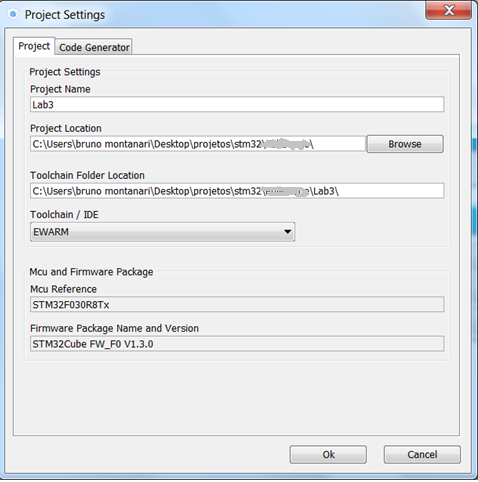 Project Settings
Project
Code Generator
Project Settings
Project Name
Lab3
Project Location
C:\Users\bruno montanari\Desktop\projetos\stm32\
Browse
Toolchain Folder Location
C:\Users\bruno montanari\Desktop\projetos\stm32\ \Lab3\
Toolchain / IDE
EWARM
Mcu and Firmware Package
Mcu Reference
STM32F030R8Tx
Firmware Package Name and Version
STM32Cube FW_F0 V1.3.0
Ok
Cancel